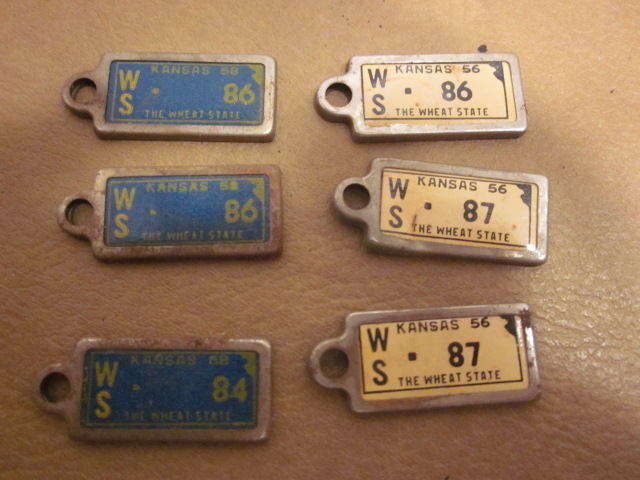 KANSAS 58
WS · 86
THE WHEAT STATE
KANSAS 56
WS · 86
THE WHEAT STATE
KANSAS 58
WS · 86
THE WHEAT STATE
KANSAS 56
WS · 87
THE WHEAT STATE
KANSAS 58
WS · 84
THE WHEAT STATE
KANSAS 56
WS · 87
THE WHEAT STATE